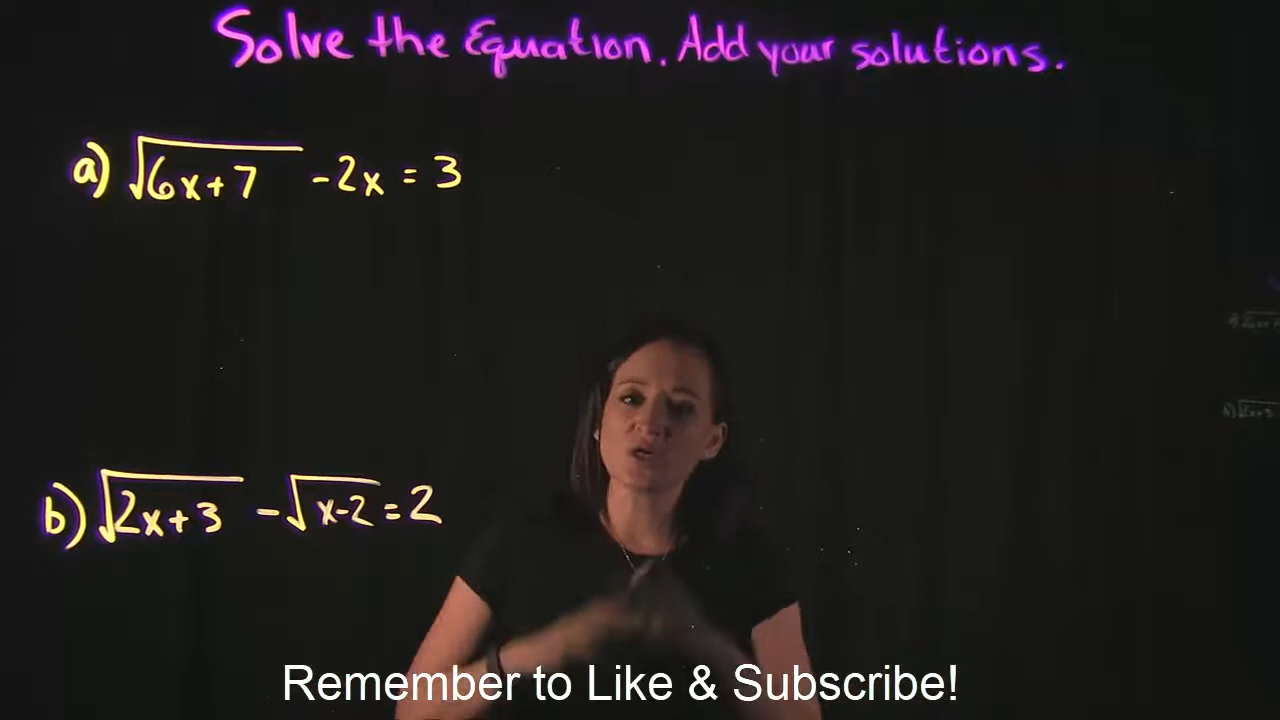 Solve the Equation. Add your solutions.
a) √6x+7 -2x = 3
b) √2x+3 - √x-2 = 2
Remember to Like & Subscribe!